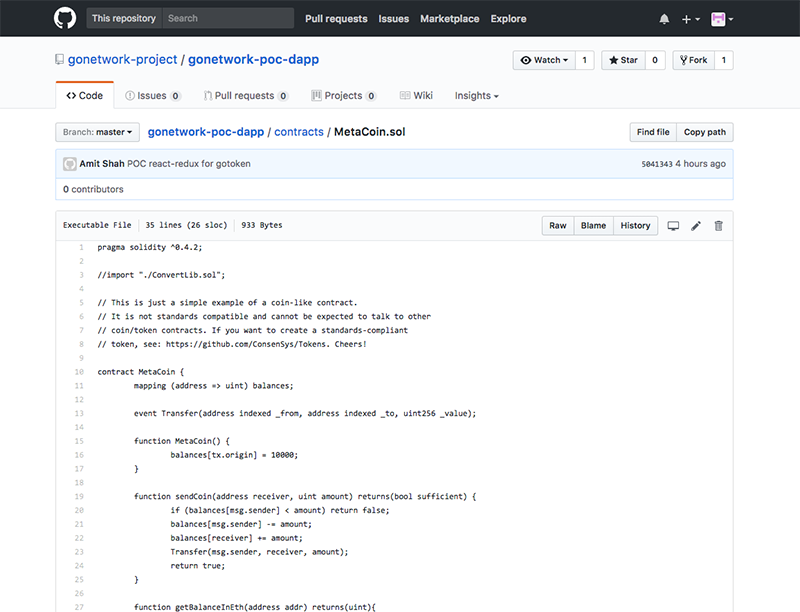 This repository Search Pull requests Issues Marketplace Explore
gonetwork-project / gonetwork-poc-dapp Watch 1 Star 0 Fork 1
Code Issues 0 Pull requests 0 Projects 0 Wiki Insights
Branch: master gonetwork-poc-dapp / contracts / MetaCoin.sol Find file Copy path
Amit Shah POC react-redux for gotoken 5041343 4 hours ago
0 contributors
Executable File 35 lines (26 sloc) 933 Bytes Raw Blame History
1 pragma solidity ^0.4.2;
2
3 //import "./ConvertLib.sol";
4
5 // This is just a simple example of a coin-like contract.
6 // It is not standards compatible and cannot be expected to talk to other
7 // coin/token contracts. If you want to create a standards-compliant
8 // token, see: https://github.com/ConsenSys/Tokens. Cheers!
9
10 contract MetaCoin {
11 mapping (address => uint) balances;
12
13 event Transfer(address indexed _from, address indexed _to, uint256 _value);
14
15 function MetaCoin() {
16 balances[tx.origin] = 10000;
17 }
18
19 function sendCoin(address receiver, uint amount) returns(bool sufficient) {
20 if (balances[msg.sender] < amount) return false;
21 balances[msg.sender] -= amount;
22 balances[receiver] += amount;
23 Transfer(msg.sender, receiver, amount);
24 return true;
25 }
26
27 function getBalanceInEth(address addr) returns(uint){